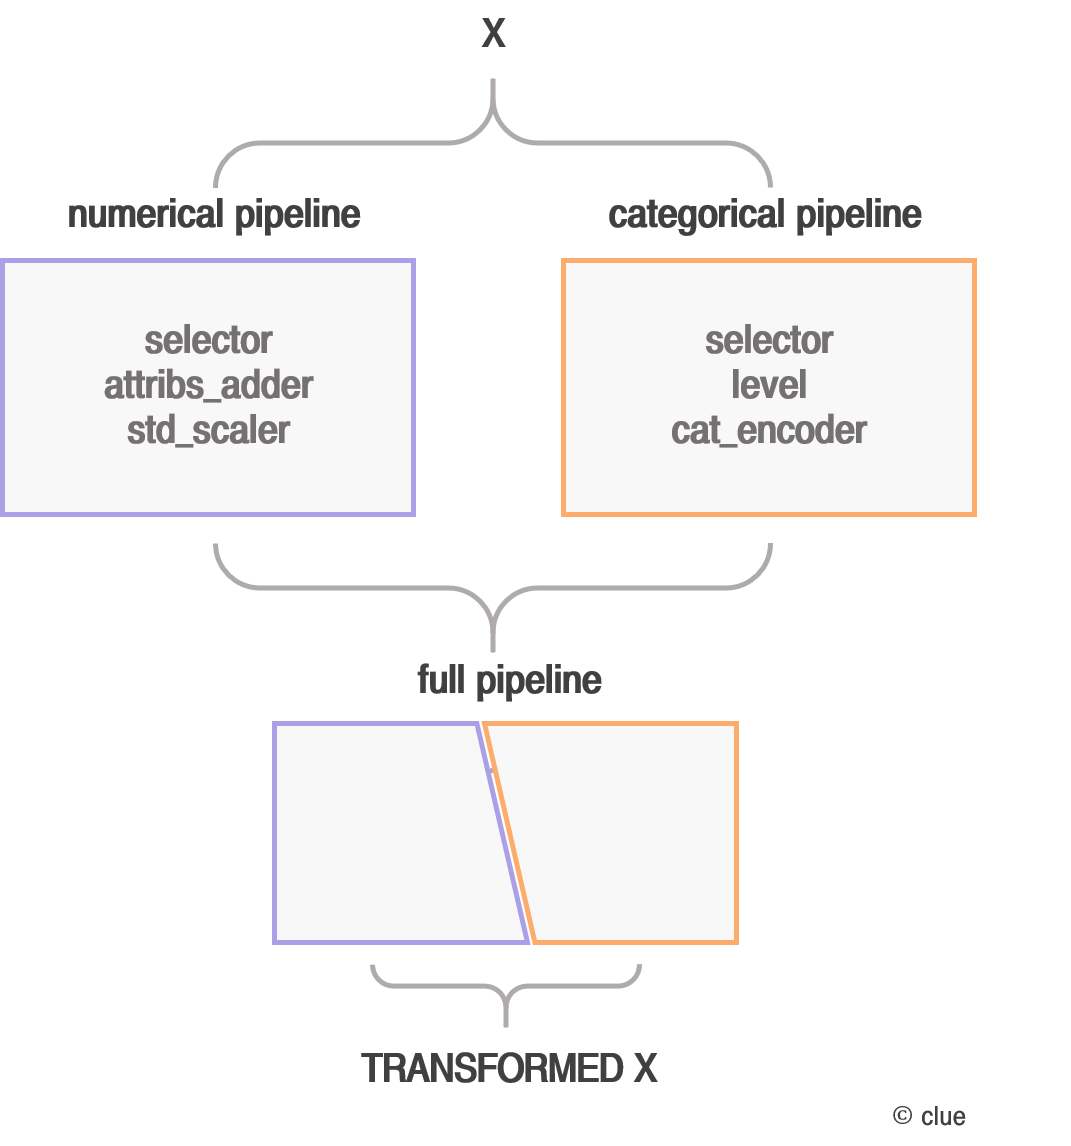 X
numerical pipeline
categorical pipeline
selector
attribs_adder
std_scaler
selector
level
cat_encoder
full pipeline
TRANSFORMED X
© clue